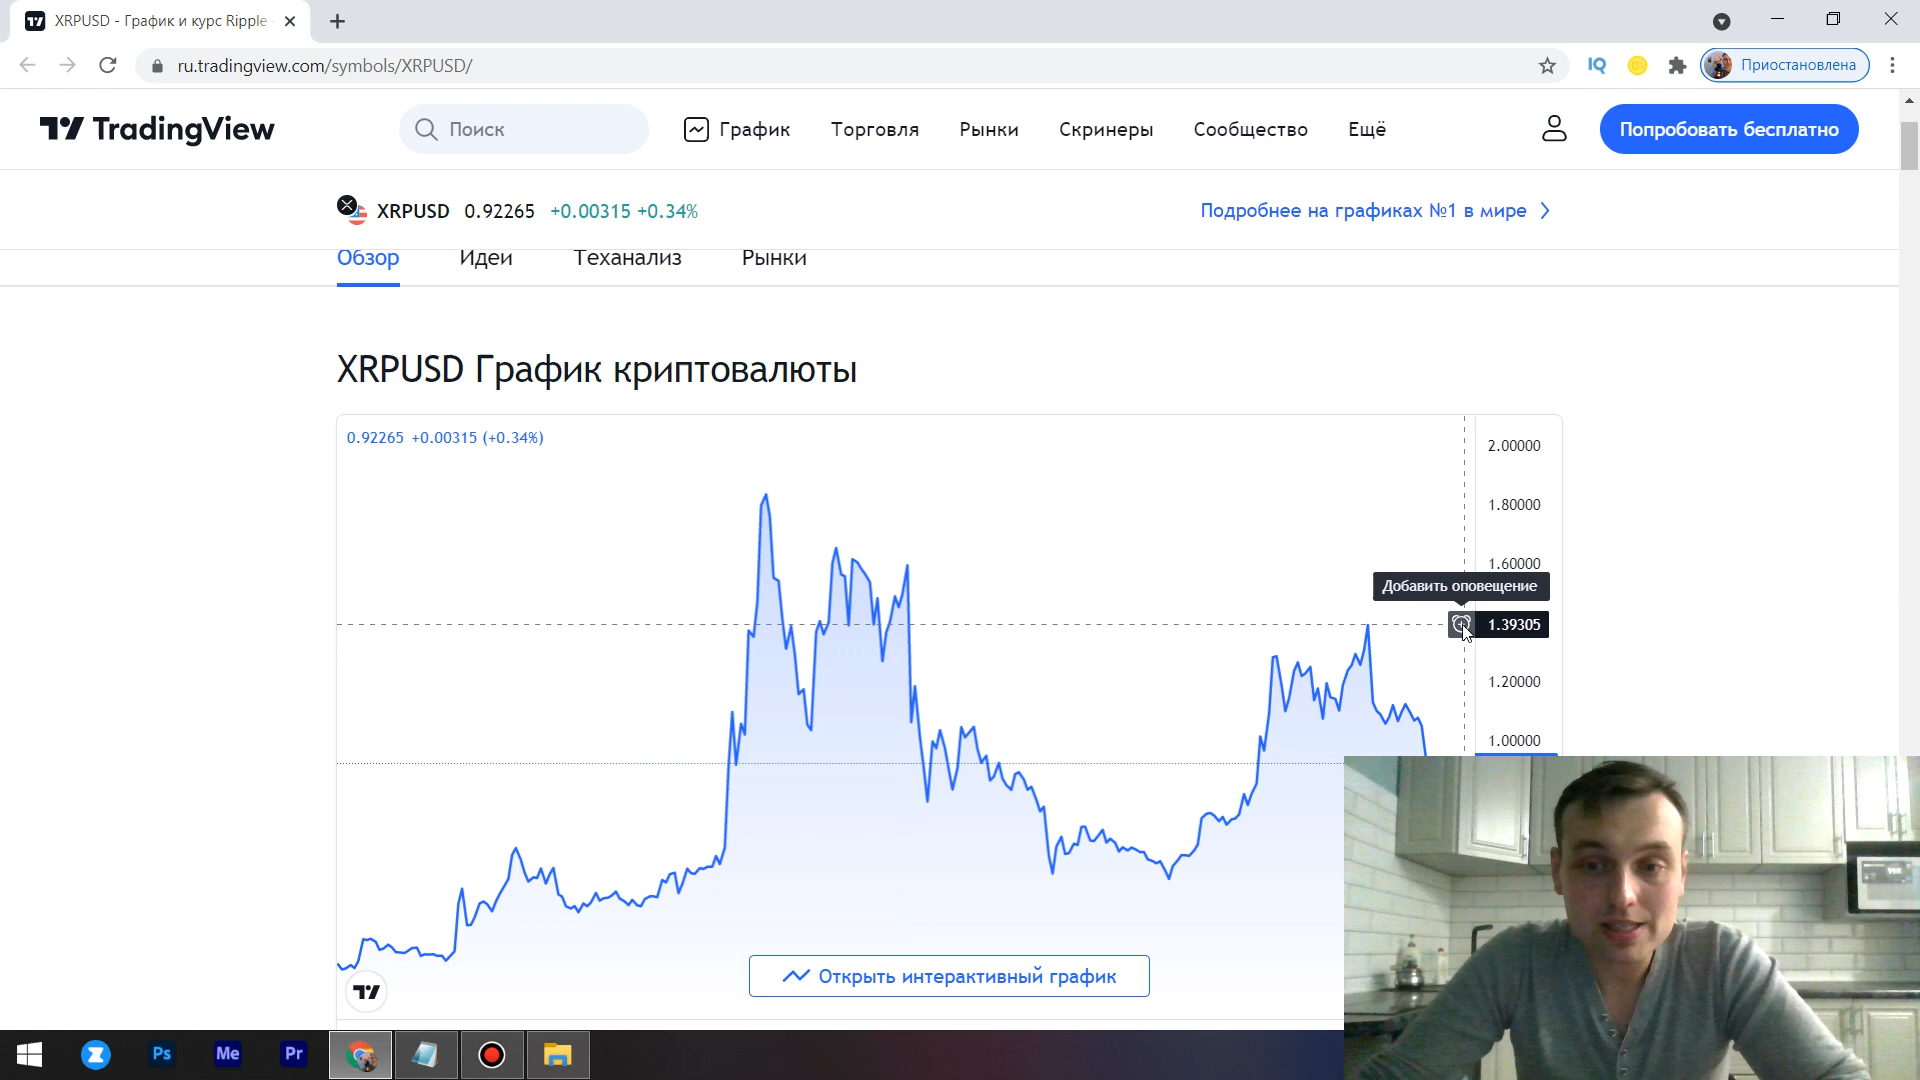 XRPUSD - График и курс Ripple
ru.tradingview.com/symbols/XRPUSD/
IQ
Приостановлена
TradingView
Поиск
График
Торговля
Рынки
Скринеры
Сообщество
Ещё
Попробовать бесплатно
XRPUSD 0.92265 +0.00315 +0.34%
Подробнее на графиках №1 в мире
Обзор
Идеи
Теханализ
Рынки
XRPUSD График криптовалюты
0.92265 +0.00315 (+0.34%)
2.00000
1.80000
1.60000
Добавить оповещение
1.39305
1.20000
1.00000
Открыть интерактивный график
Ps
Me
Pr